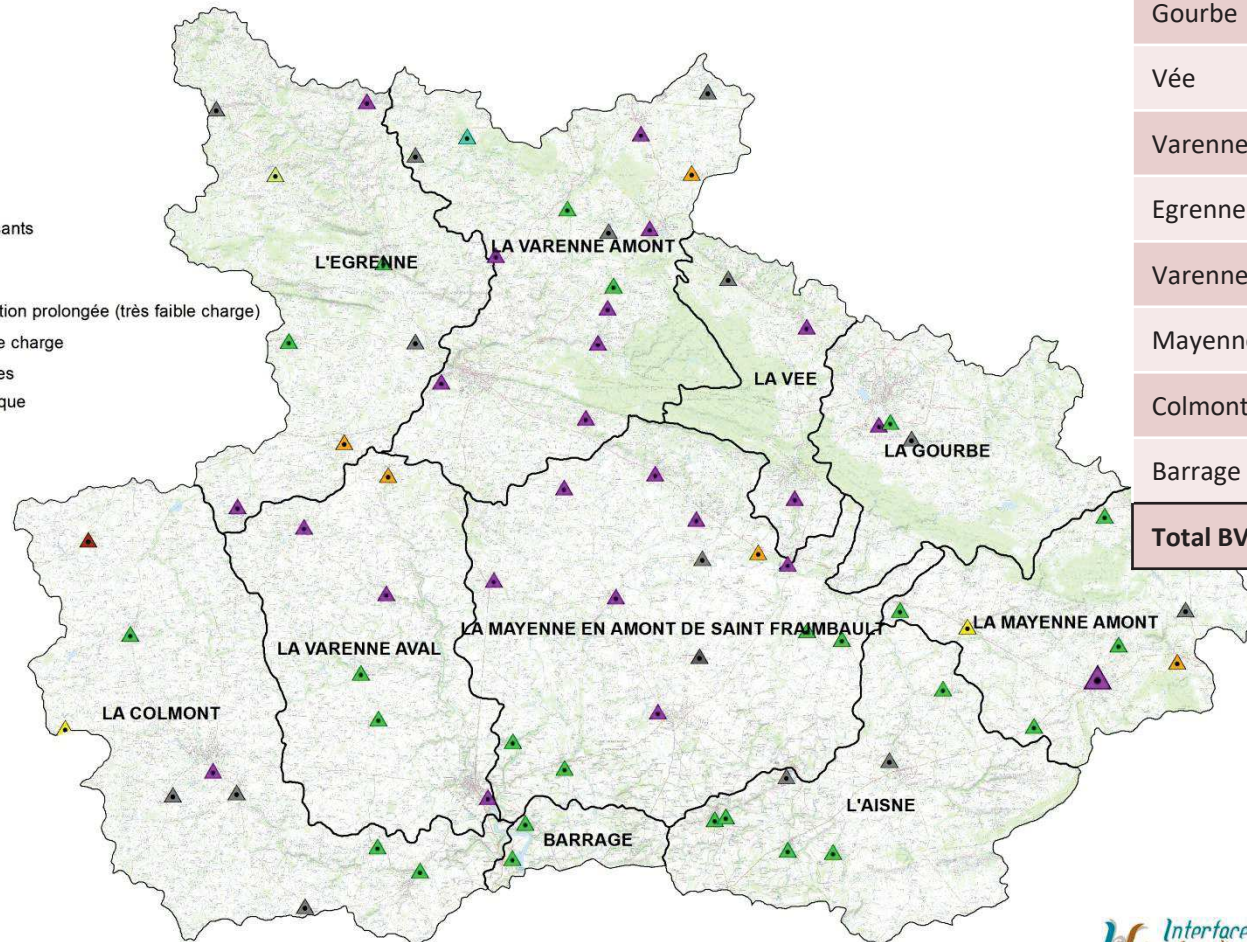 Gourbe
Vée
Varenne
Egrenne
Varenne
Mayenne
Colmont
Barrage
Total BV
ants
tion prolongée (très faible charge)
e charge
es
que
L'EGRENNE
LA VARENNE AMONT
LA VEE
LA GOURBE
LA MAYENNE AMONT
LA MAYENNE EN AMONT DE SAINT FRAIMBAULT
LA VARENNE AVAL
LA COLMONT
L'AISNE
BARRAGE
Interface